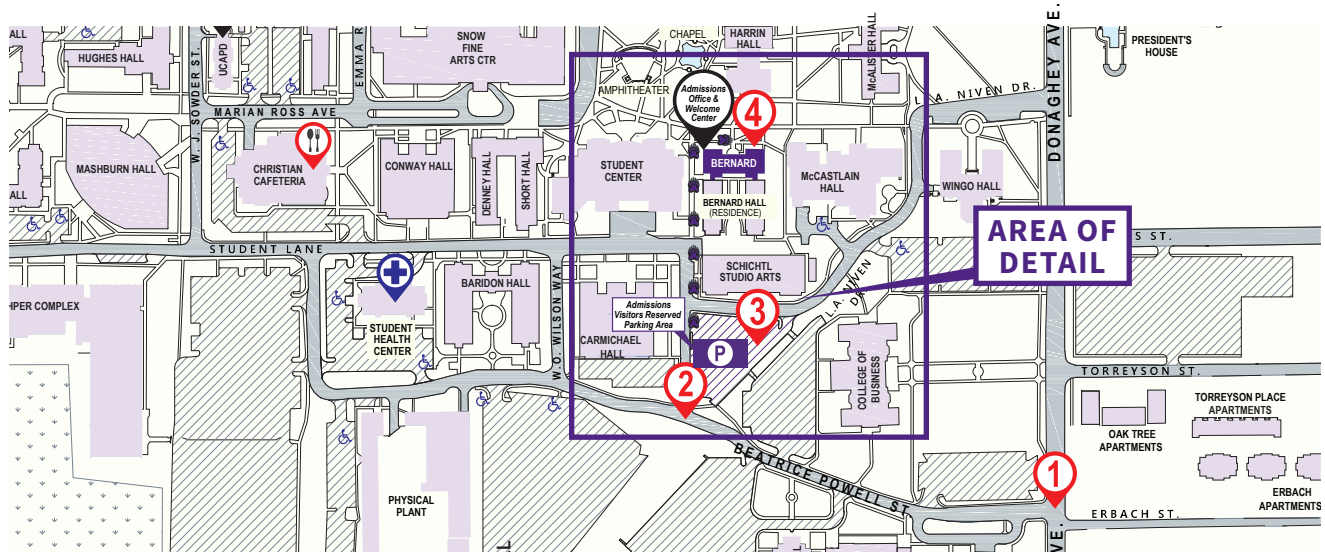 HUGHES HALL
UCAPD
W. J. SOWDER ST.
EMMA R
SNOW
FINE
ARTS CTR
CHAPEL
HARRIN
HALL
McALISTER HALL
DONAGHEY AVE.
PRESIDENT'S
HOUSE
ALL
AMPHITHEATER
Admissions
Office &
Welcome
Center
4
L.A. NIVEN DR.
MARIAN ROSS AVE
MASHBURN HALL
CHRISTIAN
CAFETERIA
CONWAY HALL
DENNEY HALL
SHORT HALL
STUDENT
CENTER
BERNARD
BERNARD HALL
(RESIDENCE)
McCASTLAIN
HALL
WINGO HALL
ALL
AREA OF
DETAIL
S ST.
STUDENT LANE
HPER COMPLEX
STUDENT
HEALTH
CENTER
BARIDON HALL
W.O. WILSON WAY
SCHICHTL
STUDIO ARTS
L.A. NIVEN
DR
Admissions
Visitors Reserved
Parking Area
3
CARMICHAEL
HALL
P
2
COLLEGE OF
BUSINESS
TORREYSON ST.
TORREYSON PLACE
APARTMENTS
OAK TREE
APARTMENTS
BEATRICE POWELL ST.
1
PHYSICAL
PLANT
ERBACH
APARTMENTS
ERBACH ST.
VE.